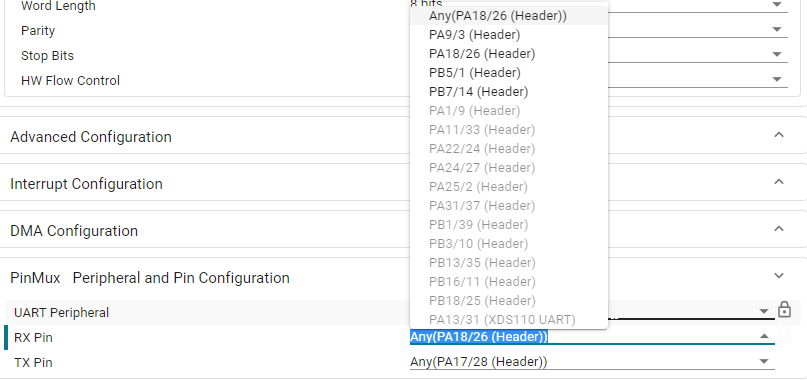 Word Length
8 bits
Parity
Stop Bits
HW Flow Control
Any(PA18/26 (Header))
PA9/3 (Header)
PA18/26 (Header)
PB5/1 (Header)
PB7/14 (Header)
PA1/9 (Header)
PA11/33 (Header)
PA22/24 (Header)
PA24/27 (Header)
PA25/2 (Header)
PA31/37 (Header)
PB1/39 (Header)
PB3/10 (Header)
PB13/35 (Header)
PB16/11 (Header)
PB18/25 (Header)
PA13/31 (XDS110 UART)
Advanced Configuration
Interrupt Configuration
DMA Configuration
PinMux Peripheral and Pin Configuration
UART Peripheral
RX Pin
Any(PA18/26 (Header))
TX Pin
Any(PA17/28 (Header))